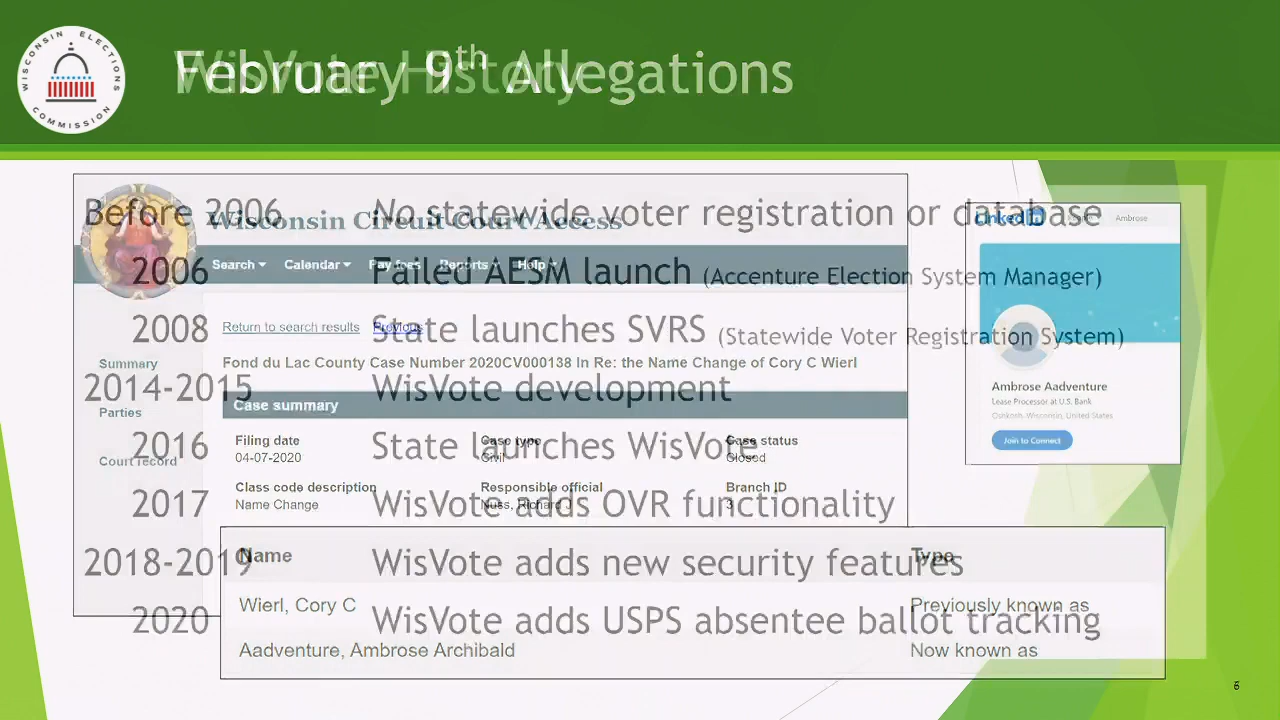 WISCONSIN ELECTIONS COMMISSION
February 9th Allegations
WisVote History
Before 2006 No statewide voter registration or database
2006 Failed AESM launch (Accenture Election System Manager)
2008 State launches SVRS (Statewide Voter Registration System)
2014-2015 WisVote development
2016 State launches WisVote
2017 WisVote adds OVR functionality
2018-2019 WisVote adds new security features
2020 WisVote adds USPS absentee ballot tracking
Wisconsin Circuit Court Access
Search Calendar Pay fees Reports Help
Return to search results Previous
Summary
Parties
Court record
Fond du Lac County Case Number 2020CV000138 In Re: the Name Change of Cory C Wierl
Case summary
Filing date Case type Case status
04-07-2020 Civil Closed
Class code description Responsible official Branch ID
Name Change Nuss, Richard J 3
Name Type
Wierl, Cory C Previously known as
Aadventure, Ambrose Archibald Now known as
LinkedIn
Ambrose
Ambrose Aadventure
Lease Processor at U.S. Bank
Oshkosh, Wisconsin, United States
Join to Connect